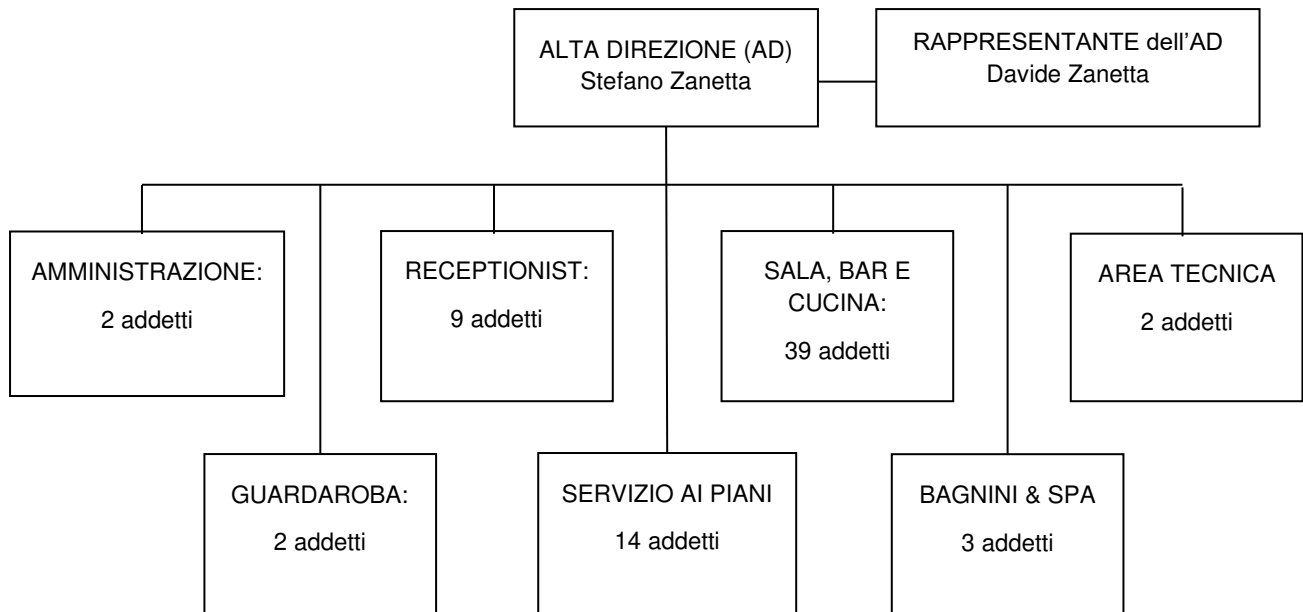 ALTA DIREZIONE (AD)
Stefano Zanetta
RAPPRESENTANTE dell'AD
Davide Zanetta
AMMINISTRAZIONE:
2 addetti
RECEPTIONIST:
9 addetti
SALA, BAR E
CUCINA:
39 addetti
AREA TECNICA
2 addetti
GUARDAROBA:
2 addetti
SERVIZIO AI PIANI
14 addetti
BAGNINI & SPA
3 addetti